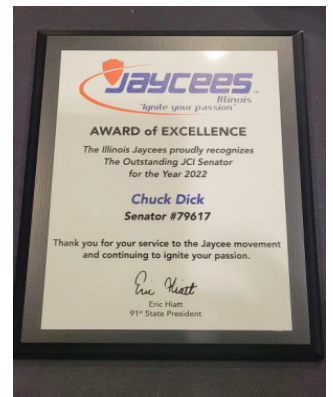 Jaycees
Illinois
"Ignite your passion"
AWARD of EXCELLENCE
The Illinois Jaycees proudly recognizes
The Outstanding JCI Senator
for the Year 2022
Chuck Dick
Senator #79617
Thank you for your service to the Jaycee movement
and continuing to ignite your passion.
Eric Hiatt
Eric Hiatt
91st State President